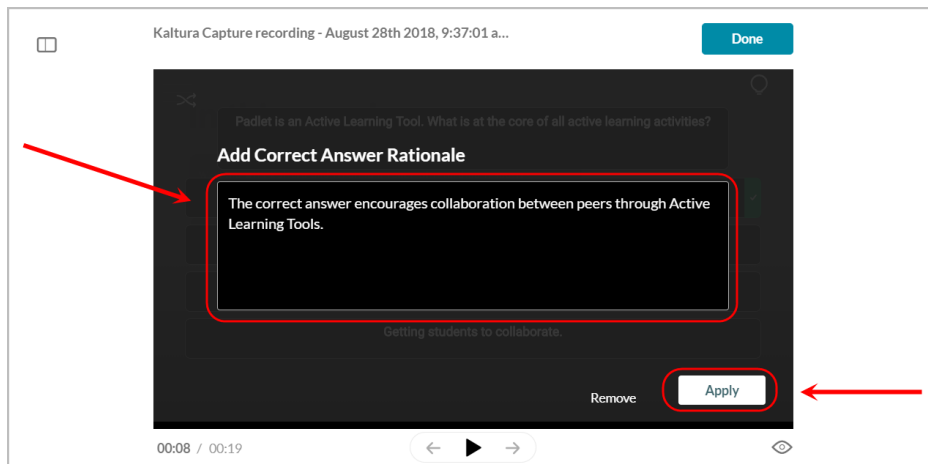 Kaltura Capture recording - August 28th 2018, 9:37:01 a...
Done
Padlet is an Active Learning Tool. What is at the core of all active learning activities?
Add Correct Answer Rationale
The correct answer encourages collaboration between peers through Active
Learning Tools.
Getting students to collaborate.
Remove
Apply
00:08 / 00:19